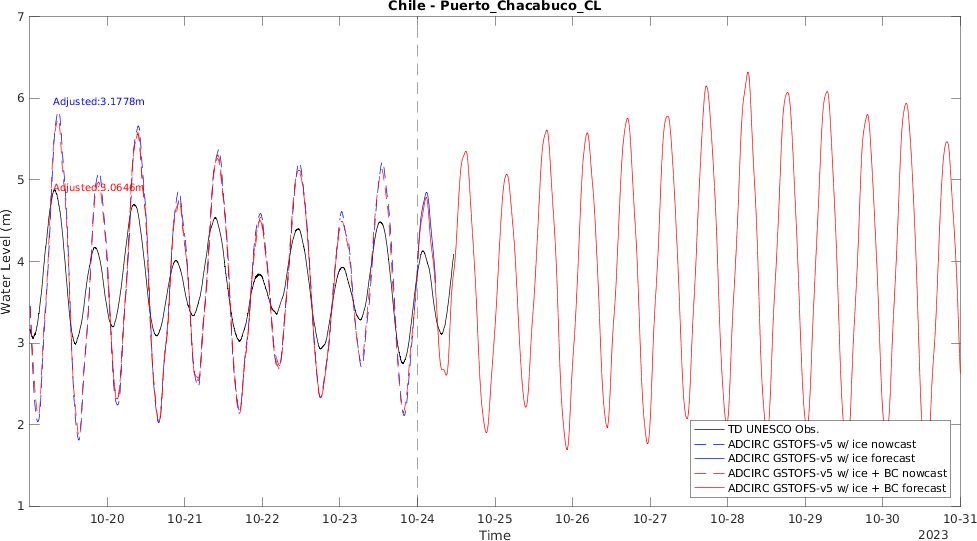 Chile - Puerto_Chacabuco_CL
7
6
5
4
3
2
1
Water Level (m)
Adjusted:3.1778m
Adjusted:3.0646m
TD UNESCO Obs.
ADCIRC GSTOFS-v5 w/ ice nowcast
ADCIRC GSTOFS-v5 w/ ice forecast
ADCIRC GSTOFS-v5 w/ ice + BC nowcast
ADCIRC GSTOFS-v5 w/ ice + BC forecast
10-20 10-21 10-22 10-23 10-24 10-25 10-26 10-27 10-28 10-29 10-30 10-31
Time
2023